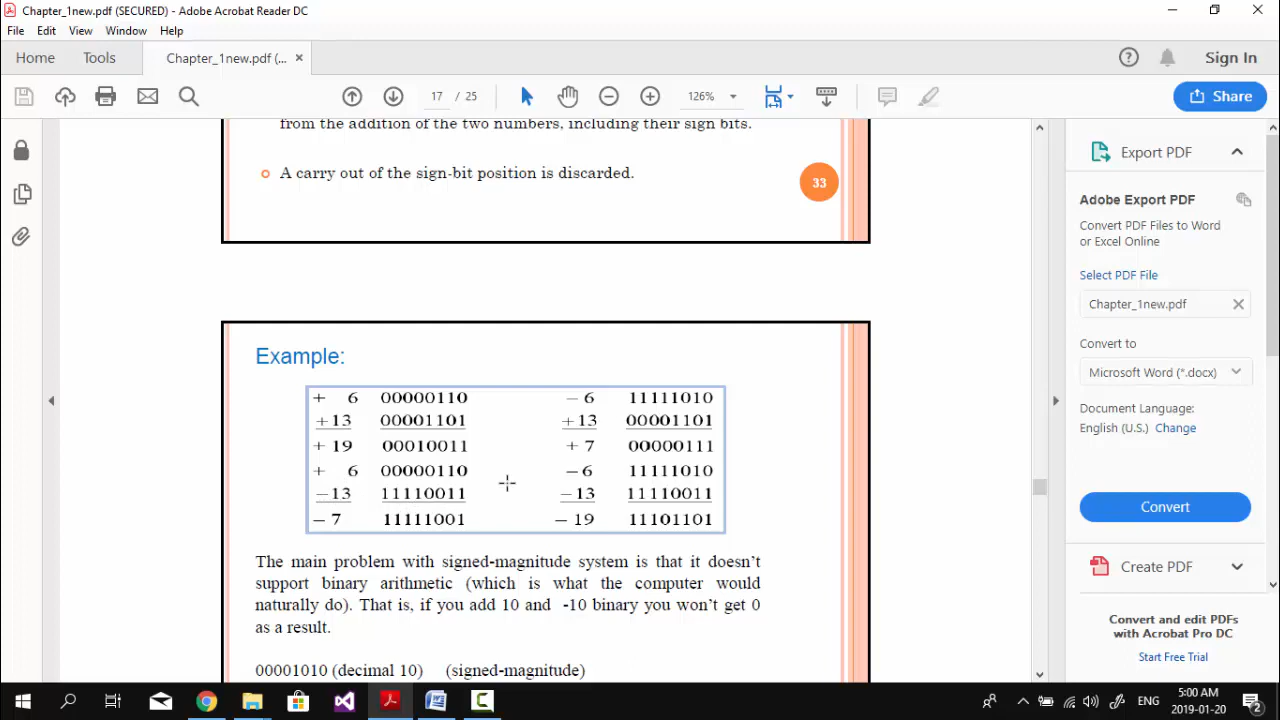 Chapter_1new.pdf (SECURED) - Adobe Acrobat Reader DC
File Edit View Window Help
Home Tools Chapter_1new.pdf (... × Sign In
17 / 25 126% Share
from the addition of the two numbers, including their sign bits.
A carry out of the sign-bit position is discarded.
33
Example:
+ 6 00000110 – 6 11111010
+13 00001101 +13 00001101
+ 19 00010011 + 7 00000111
+ 6 00000110 –6 11111010
–13 11110011 –13 11110011
– 7 11111001 – 19 11101101
The main problem with signed-magnitude system is that it doesn't
support binary arithmetic (which is what the computer would
naturally do). That is, if you add 10 and -10 binary you won't get 0
as a result.
00001010 (decimal 10) (signed-magnitude)
Export PDF
Adobe Export PDF
Convert PDF Files to Word
or Excel Online
Select PDF File
Chapter_1new.pdf
Convert to
Microsoft Word (*.docx)
Document Language:
English (U.S.) Change
Convert
Create PDF
Convert and edit PDFs
with Acrobat Pro DC
Start Free Trial
ENG 5:00 AM
2019-01-20 2